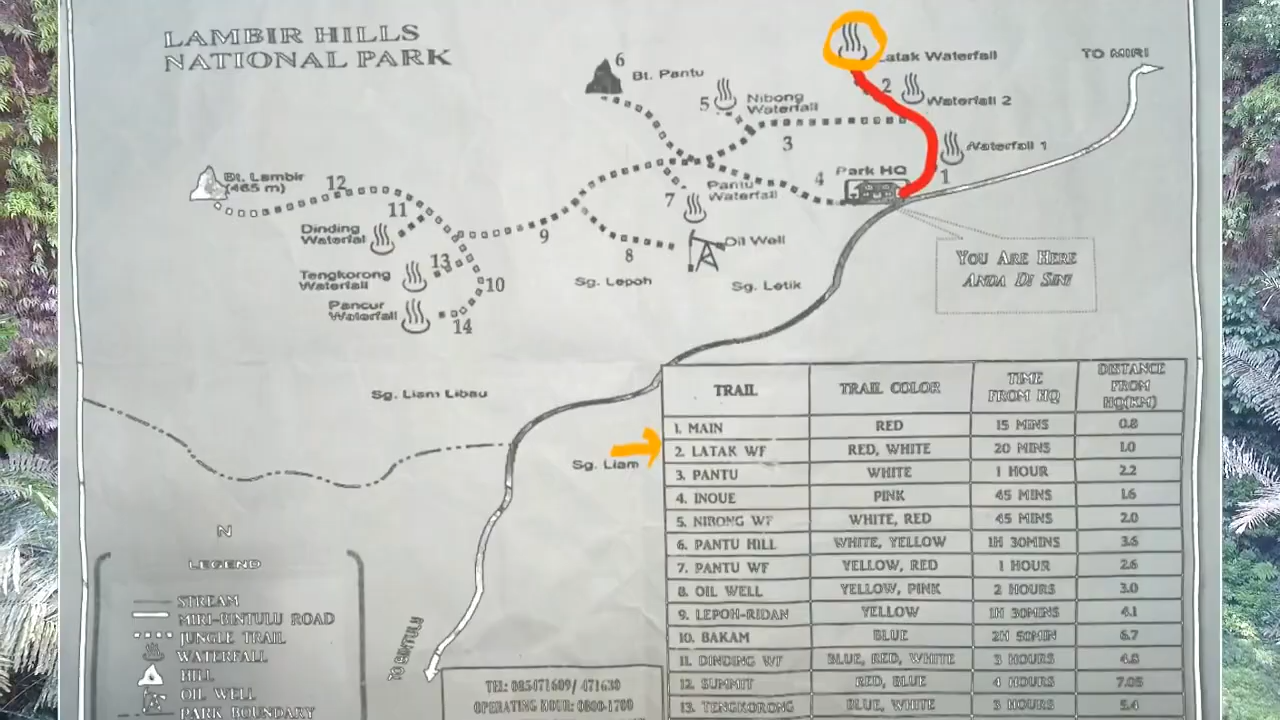 LAMBIR HILLS
NATIONAL PARK
6
Bt. Pantu
5
Nibong
Waterfall
Latak Waterfall
2
Waterfall 2
TO MIRI
3
Waterfall 1
1
Park HQ
4
Pantu
Waterfall
7
Bt. Lambir
(465 m)
12
11
Dinding
Waterfal
9
8
Oil Well
13
Tengkorong
Waterfall
10
Pancur
Waterfall
14
Sg. Lepoh
Sg. Letik
YOU ARE HERE
ANDA DI SINI
Sg. Liam Libau
Sg. Liam
TRAIL TRAIL COLOR TIME FROM HQ DISTANCE FROM HQ(KM)
1. MAIN RED 15 MINS 0.8
2. LATAK WF RED, WHITE 20 MINS 1.0
3. PANTU WHITE 1 HOUR 2.2
4. INOUE PINK 45 MINS 1.6
5. NIBONG WF WHITE, RED 45 MINS 2.0
6. PANTU HILL WHITE, YELLOW 1H 30MINS 3.6
7. PANTU WF YELLOW, RED 1 HOUR 2.6
8. OIL WELL YELLOW, PINK 2 HOURS 3.0
9. LEPOH-RIDAN YELLOW 1H 30MINS 4.1
10. BAKAM BLUE 2H 50MIN 6.7
11. DINDING WF BLUE, RED, WHITE 3 HOURS 4.8
12. SUMMIT RED, BLUE 4 HOURS 7.05
13. TENGKORONG BLUE, WHITE 3 HOURS 5.4
N
LEGEND
STREAM
MIRI-BINTULU ROAD
JUNGLE TRAIL
WATERFALL
HILL
OIL WELL
PARK BOUNDARY
TO BINTULU
TEL: 085471609/ 471630
OPERATING HOUR: 0800-1700